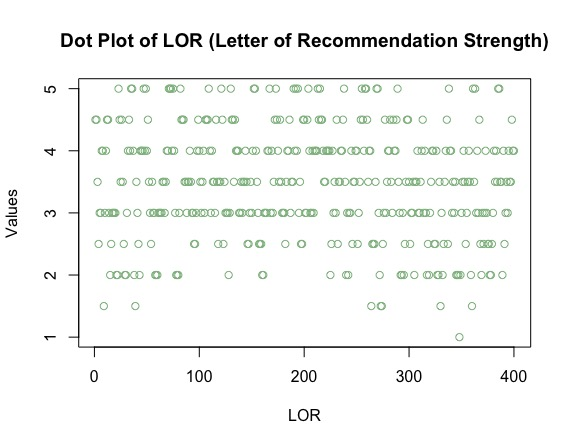 Dot Plot of LOR (Letter of Recommendation Strength)
Values
5
4
3
2
1
0 100 200 300 400
LOR